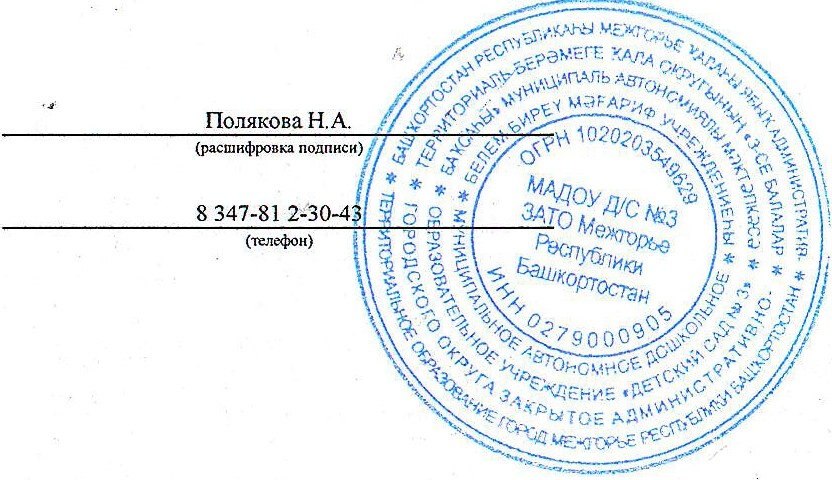 Полякова Н.А.
(расшифровка подписи)
8 347-81 2-30-43
(телефон)
БАШҠОРТОСТАН РЕСПУБЛИКАҺЫ МЕЖГОРЬЕ ҠАЛАҺЫ ЯБЫҠ АДМИНИСТРАТИВ-
ТЕРРИТОРИАЛЬ БЕРӘМЕГЕ ҠАЛА ОКРУГЫНЫҢ «3-СЕ БАЛАЛАР
БАҠСАҺЫ» МУНИЦИПАЛЬ АВТОНОМИЯЛЫ МӘКТӘПКӘСӘ
БЕЛЕМ БИРЕҮ МӘҒАРИФ УЧРЕЖДЕНИЕҺЫ
МУНИЦИПАЛЬНОЕ АВТОНОМНОЕ ДОШКОЛЬНОЕ
ОБРАЗОВАТЕЛЬНОЕ УЧРЕЖДЕНИЕ «ДЕТСКИЙ САД № 3»
ГОРОДСКОГО ОКРУГА ЗАКРЫТОЕ АДМИНИСТРАТИВНО-
ТЕРРИТОРИАЛЬНОЕ ОБРАЗОВАНИЕ ГОРОД МЕЖГОРЬЕ РЕСПУБЛИКИ БАШКОРТОСТАН
ОГРН 1020203549629
МАДОУ Д/С №3
ЗАТО Межгорье
Республики
Башкортостан
ИНН 0279000905